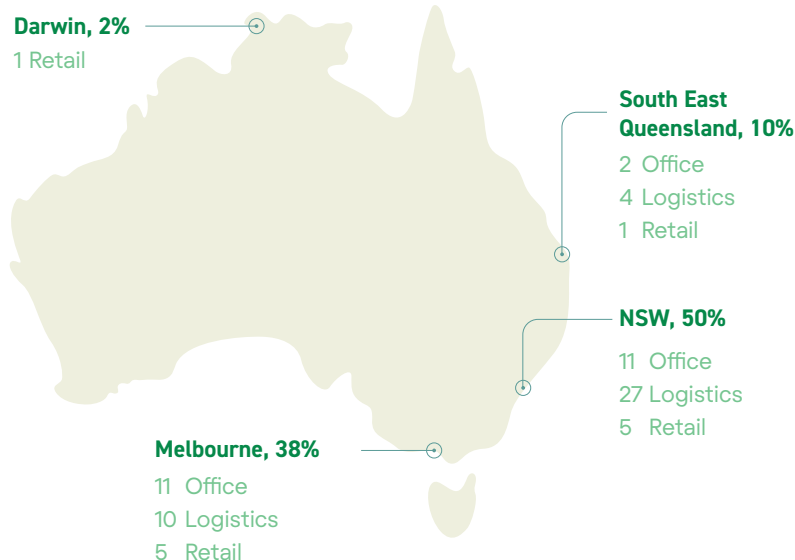 Darwin, 2%
1 Retail
South East
Queensland, 10%
2 Office
4 Logistics
1 Retail
NSW, 50%
11 Office
27 Logistics
5 Retail
Melbourne, 38%
11 Office
10 Logistics
5 Retail